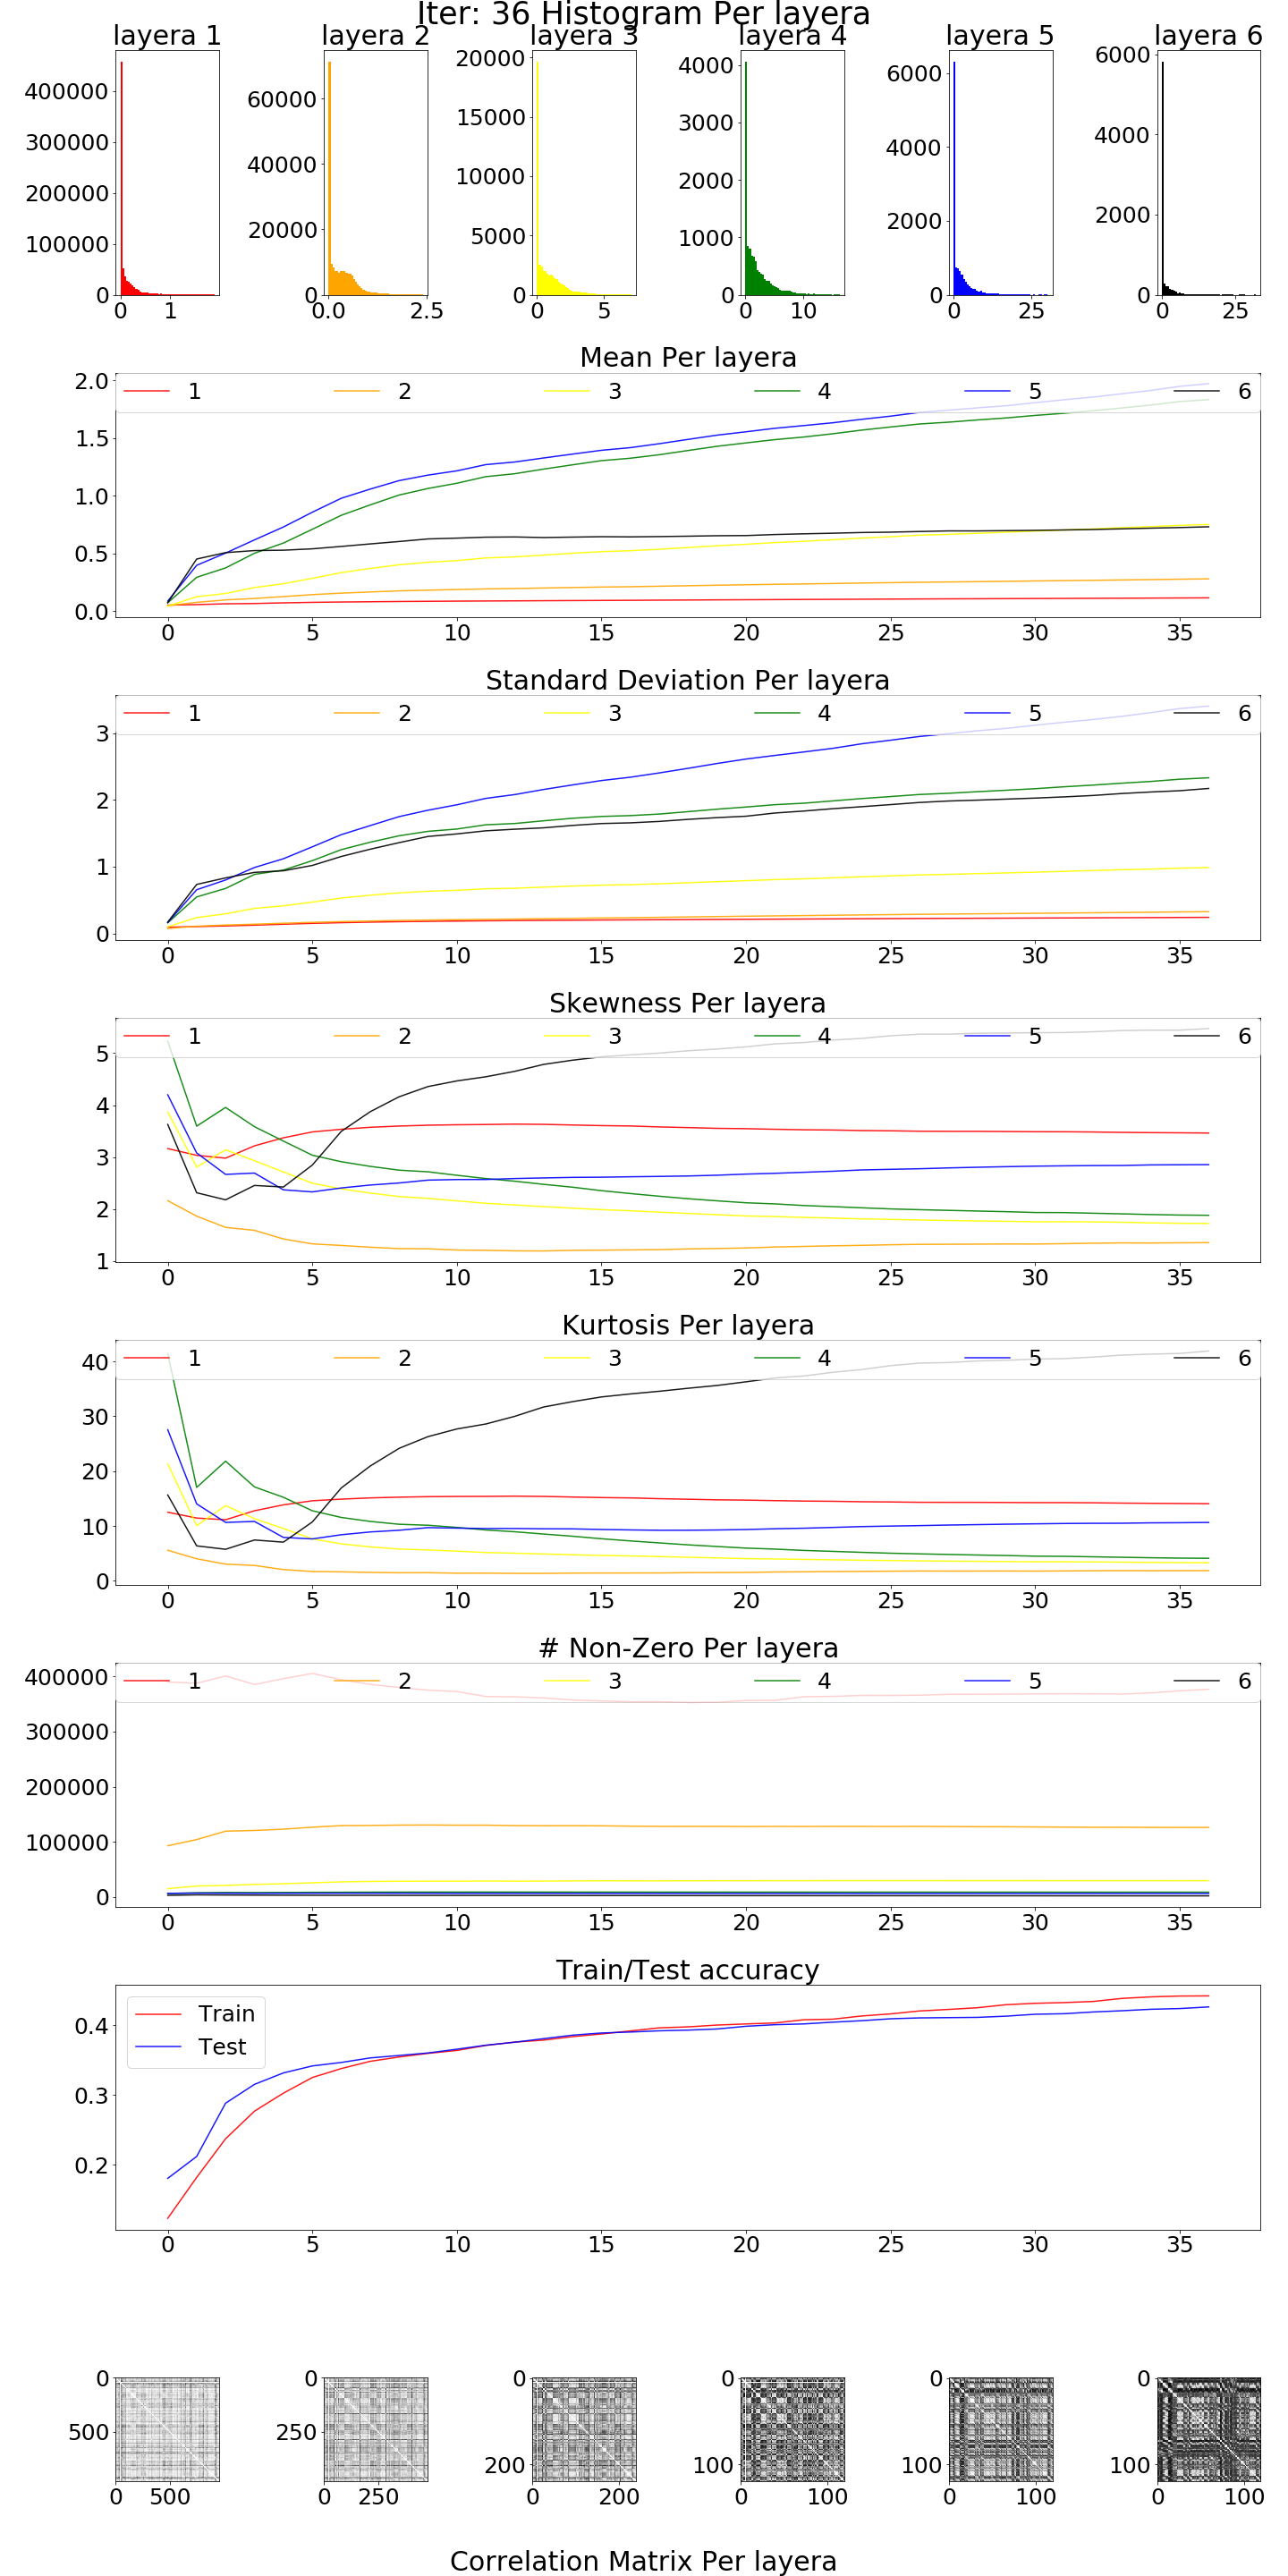 Iter: 36 Histogram Per layera
layera 1 layera 2 layera 3 layera 4 layera 5 layera 6
400000 300000 200000 100000 0
0 1
60000 40000 20000 0
0.0 2.5
20000 15000 10000 5000 0
0 5
4000 3000 2000 1000 0
0 10
6000 4000 2000 0
0 25
6000 4000 2000 0
0 25
Mean Per layera
1 2 3 4 5 6
2.0
1.5
1.0
0.5
0.0
0 5 10 15 20 25 30 35
Standard Deviation Per layera
1 2 3 4 5 6
3
2
1
0
0 5 10 15 20 25 30 35
Skewness Per layera
1 2 3 4 5 6
5
4
3
2
1
0 5 10 15 20 25 30 35
Kurtosis Per layera
1 2 3 4 5 6
40
30
20
10
0
0 5 10 15 20 25 30 35
# Non-Zero Per layera
1 2 3 4 5 6
400000
300000
200000
100000
0
0 5 10 15 20 25 30 35
Train/Test accuracy
Train
Test
0.4
0.3
0.2
0 5 10 15 20 25 30 35
0 500
0 500
0 250
0 250
0 200
0 200
0 100
0 100
0 100
0 100
0 100
0 100
Correlation Matrix Per layera